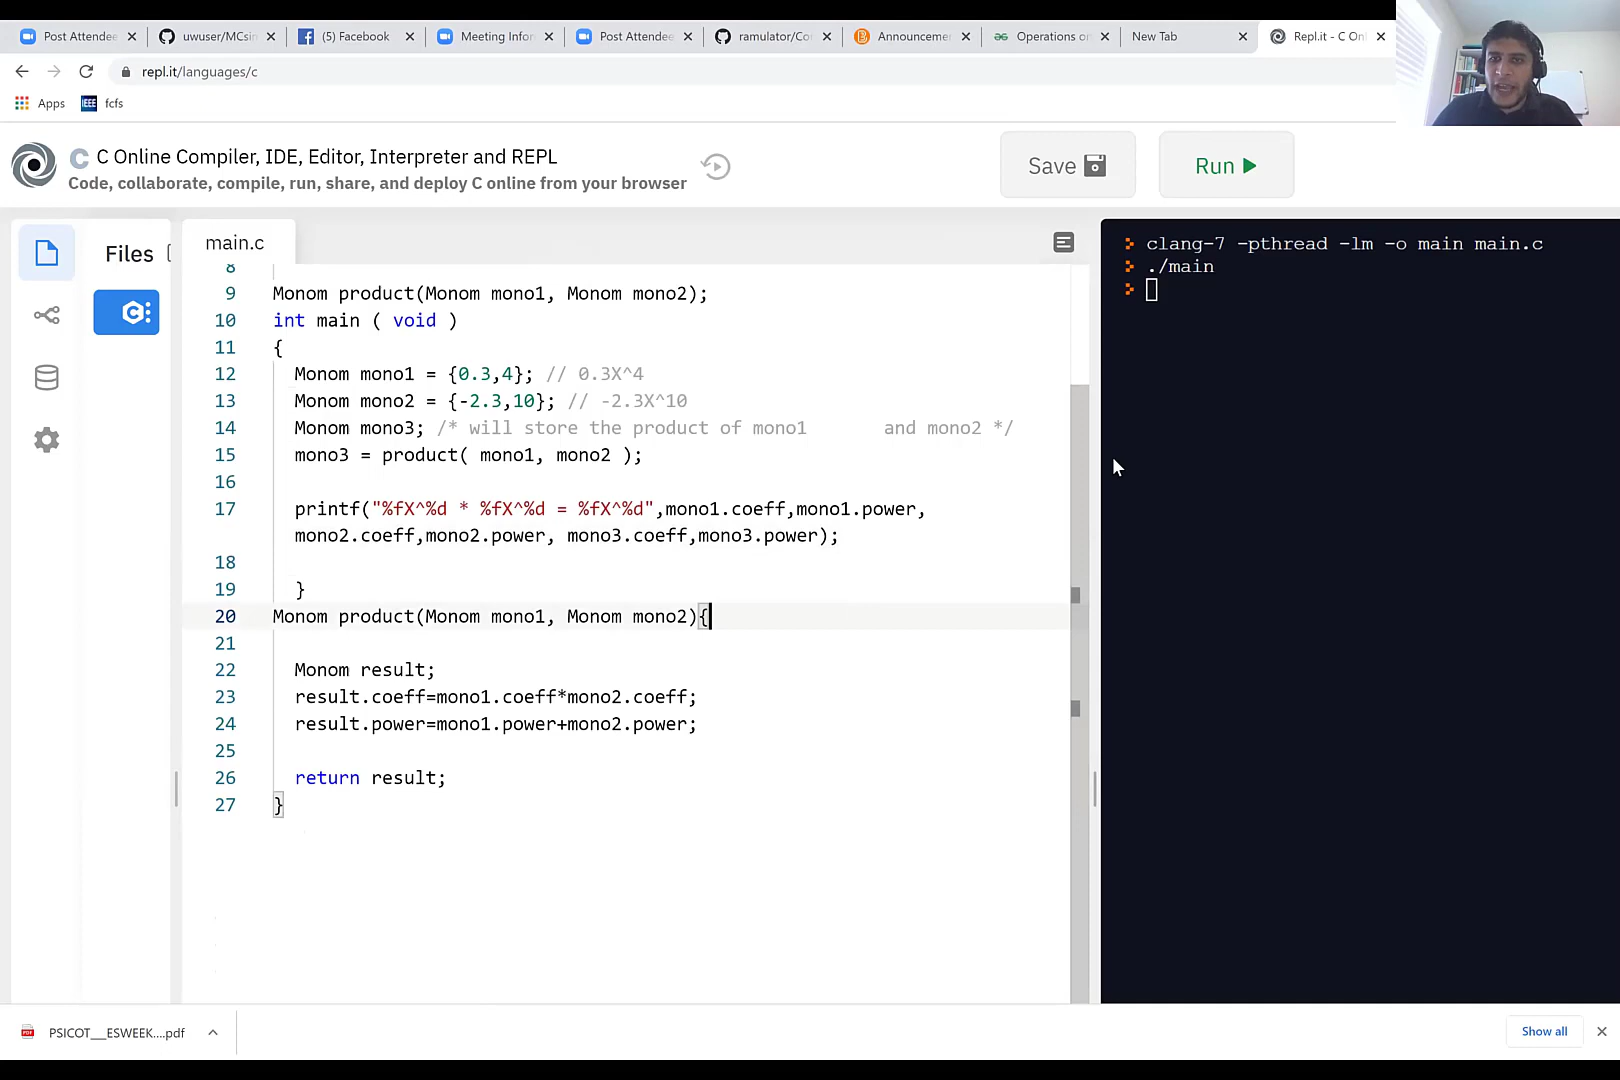 Post Attendee
uwuser/MCsim
(5) Facebook
Meeting Infor
Post Attendee
ramulator/Co
Announcemen
Operations on
New Tab
Repl.it - C Onl
repl.it/languages/c
Apps
IEEE fcfs
C C Online Compiler, IDE, Editor, Interpreter and REPL
Code, collaborate, compile, run, share, and deploy C online from your browser
Save
Run
Files
main.c
8
9 Monom product(Monom mono1, Monom mono2);
10 int main ( void )
11 {
12 Monom mono1 = {0.3,4}; // 0.3X^4
13 Monom mono2 = {-2.3,10}; // -2.3X^10
14 Monom mono3; /* will store the product of mono1 and mono2 */
15 mono3 = product( mono1, mono2 );
16
17 printf("%fX^%d * %fX^%d = %fX^%d",mono1.coeff,mono1.power,
mono2.coeff,mono2.power, mono3.coeff,mono3.power);
18
19 }
20 Monom product(Monom mono1, Monom mono2){
21
22 Monom result;
23 result.coeff=mono1.coeff*mono2.coeff;
24 result.power=mono1.power+mono2.power;
25
26 return result;
27 }
clang-7 -pthread -lm -o main main.c
./main
PSICOT__ESWEEK....pdf
Show all